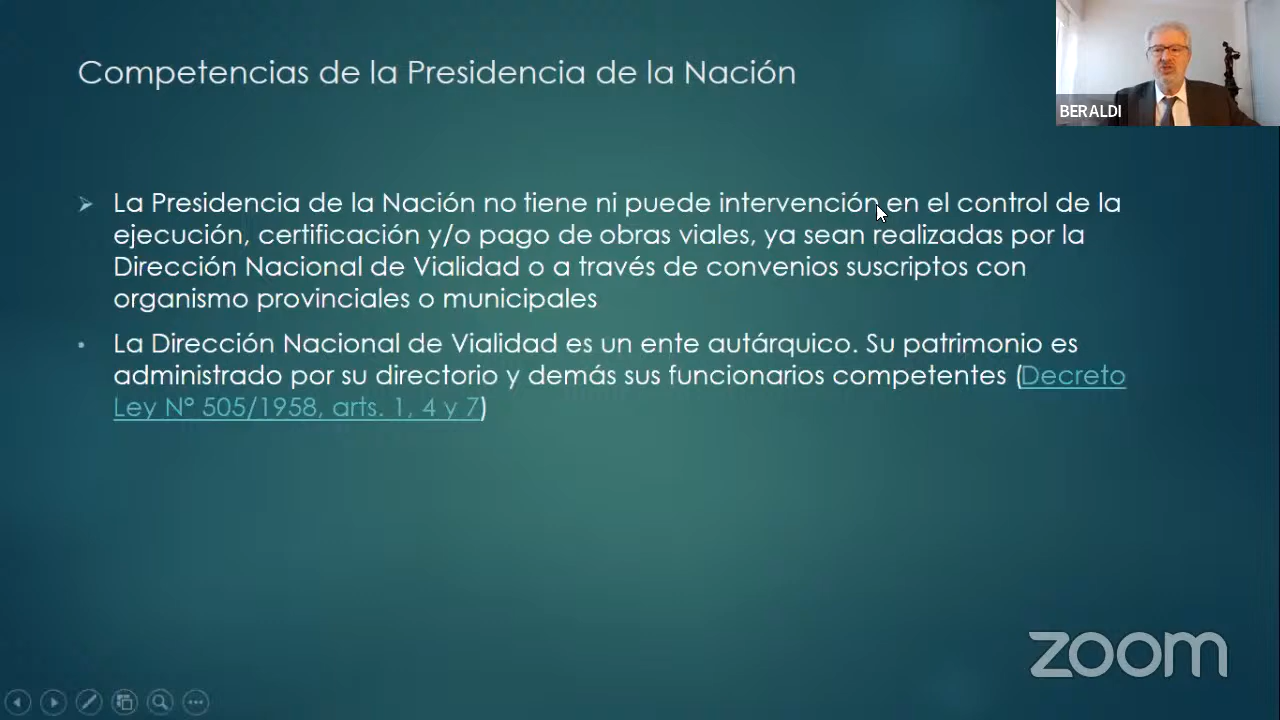 Competencias de la Presidencia de la Nación
BERALDI
La Presidencia de la Nación no tiene ni puede intervención en el control de la
ejecución, certificación y/o pago de obras viales, ya sean realizadas por la
Dirección Nacional de Vialidad o a través de convenios suscriptos con
organismo provinciales o municipales
La Dirección Nacional de Vialidad es un ente autárquico. Su patrimonio es
administrado por su directorio y demás sus funcionarios competentes (Decreto
Ley Nº 505/1958, arts. 1, 4 y 7)
zoom